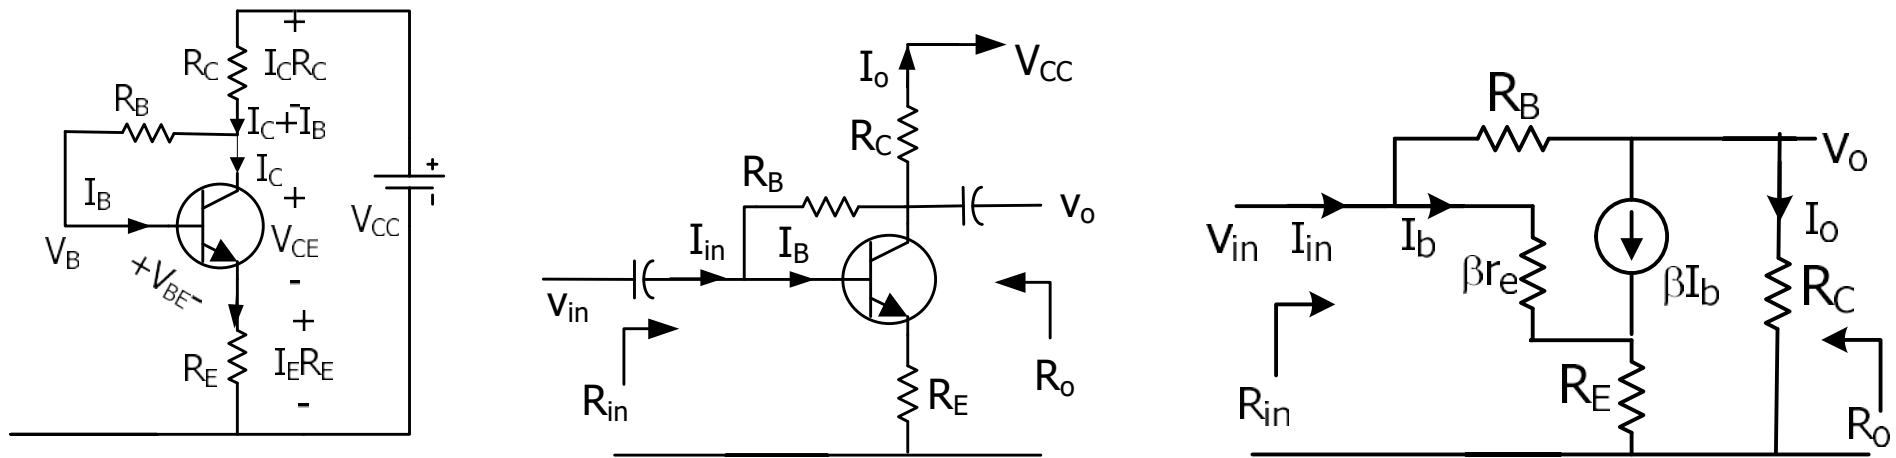 +
R_C
I_CR_C
-
R_B
I_C+I_B
I_C
I_B
+
+
-
V_CC
V_CE
V_B
+V_BE-
-
+
R_E
I_ER_E
-
I_o
V_CC
R_C
R_B
v_o
I_in
I_B
v_in
R_in
R_E
R_o
R_B
v_o
I_o
v_in
I_in
I_b
βr_e
βI_b
R_C
R_in
R_E
R_o